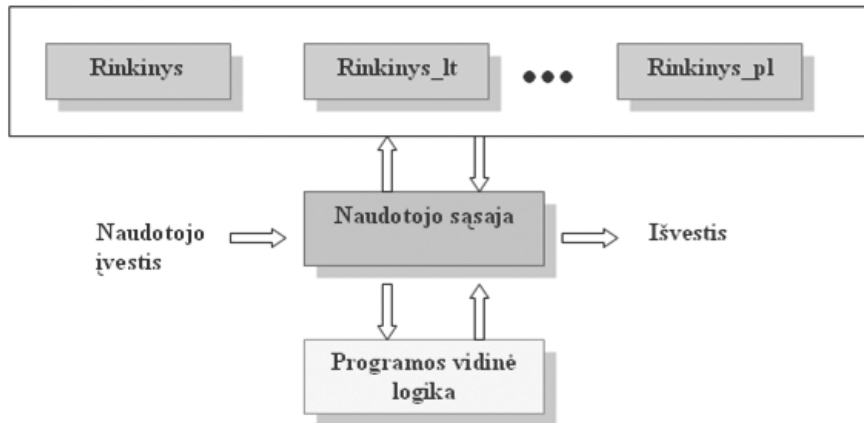 Rinkinys
Rinkinys_lt
Rinkinys_pl
Naudotojo sąsaja
Naudotojo
įvestis
Išvestis
Programos vidinė
logika